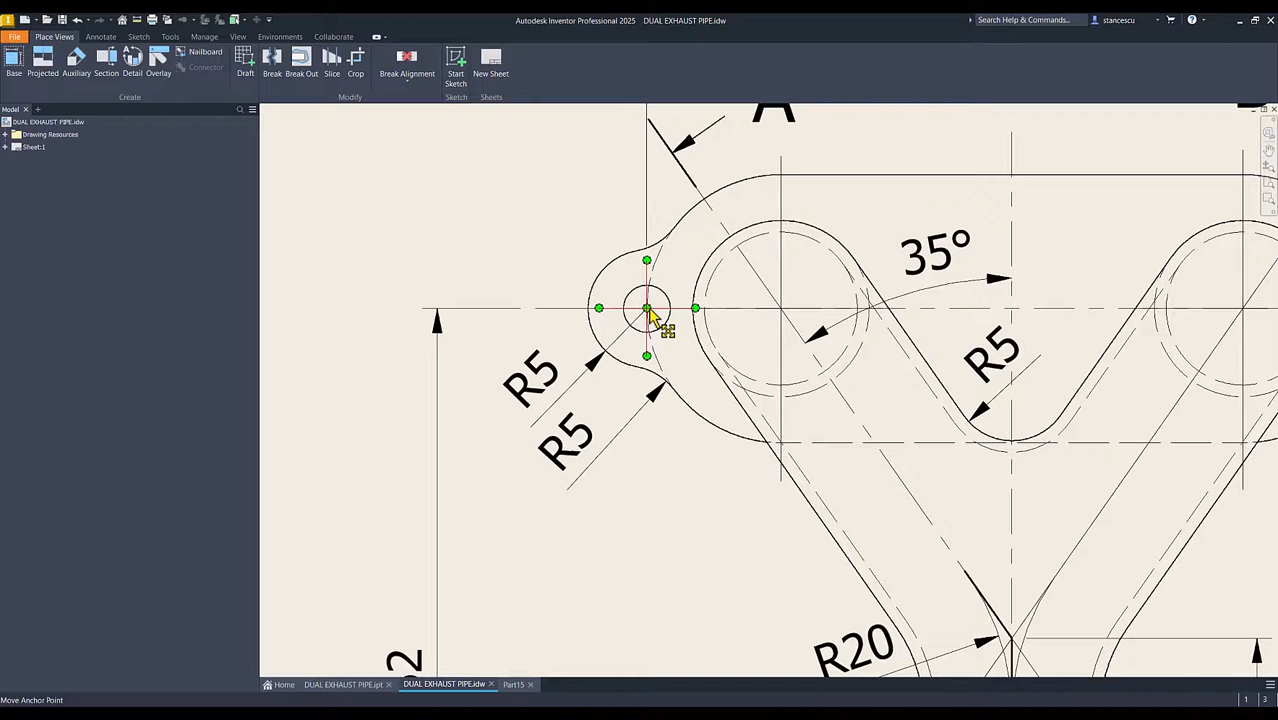 Autodesk Inventor Professional 2025 DUAL EXHAUST PIPE.idw
Search Help & Commands...
stancescu
File Place Views Annotate Sketch Tools Manage View Environments Collaborate
Base Projected Auxiliary Section Detail Overlay
Nailboard
Connector
Draft
Break Break Out Slice Crop
Break Alignment
Start
Sketch
New Sheet
Create
Modify
Sketch
Sheets
Model
DUAL EXHAUST PIPE.idw
Drawing Resources
Sheet:1
A
35°
R5
R5
R5
R20
2
Home DUAL EXHAUST PIPE.ipt DUAL EXHAUST PIPE.idw Part15
Move Anchor Point
1 3